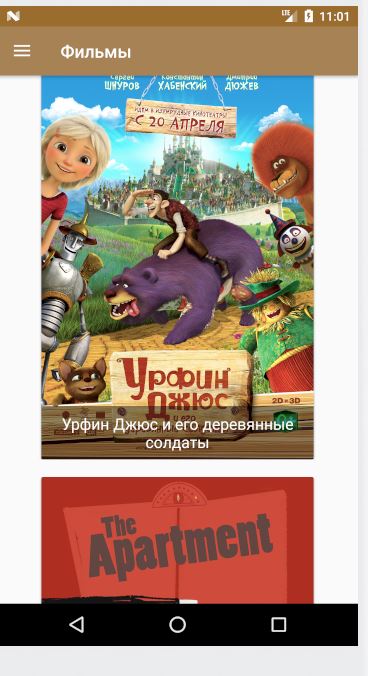 LTE 11:01
Фильмы
Сергей Константин Дмитрий
ШНУРОВ ХАБЕНСКИЙ ДЮЖЕВ
ИДЕМ В ИЗУМРУДНЫЕ КИНОТЕАТРЫ
С 20 АПРЕЛЯ
Урфин
Джюс
и его
2D и 3D
Урфин Джюс и его деревянные
солдаты
The
Apartment